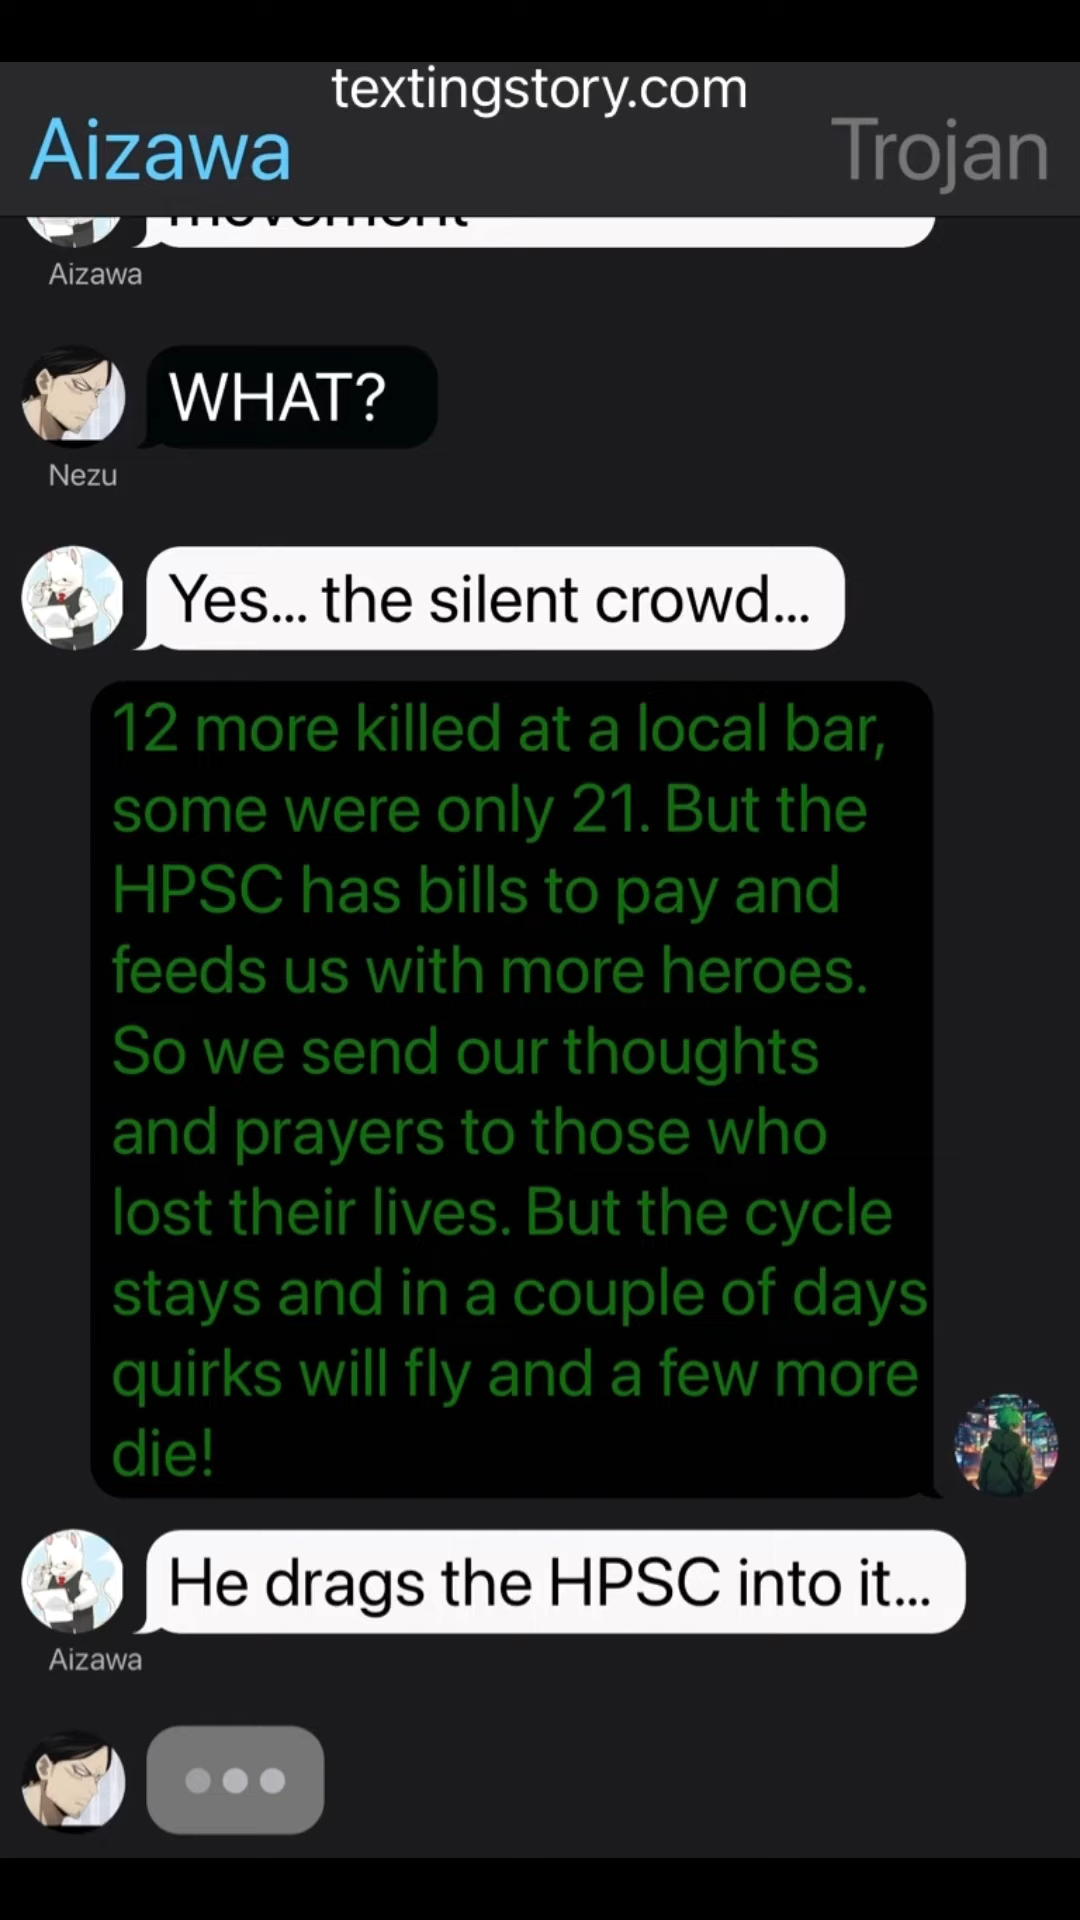 textingstory.com
Aizawa Trojan
movement
Aizawa
WHAT?
Nezu
Yes... the silent crowd...
12 more killed at a local bar,
some were only 21. But the
HPSC has bills to pay and
feeds us with more heroes.
So we send our thoughts
and prayers to those who
lost their lives. But the cycle
stays and in a couple of days
quirks will fly and a few more
die!
He drags the HPSC into it...
Aizawa